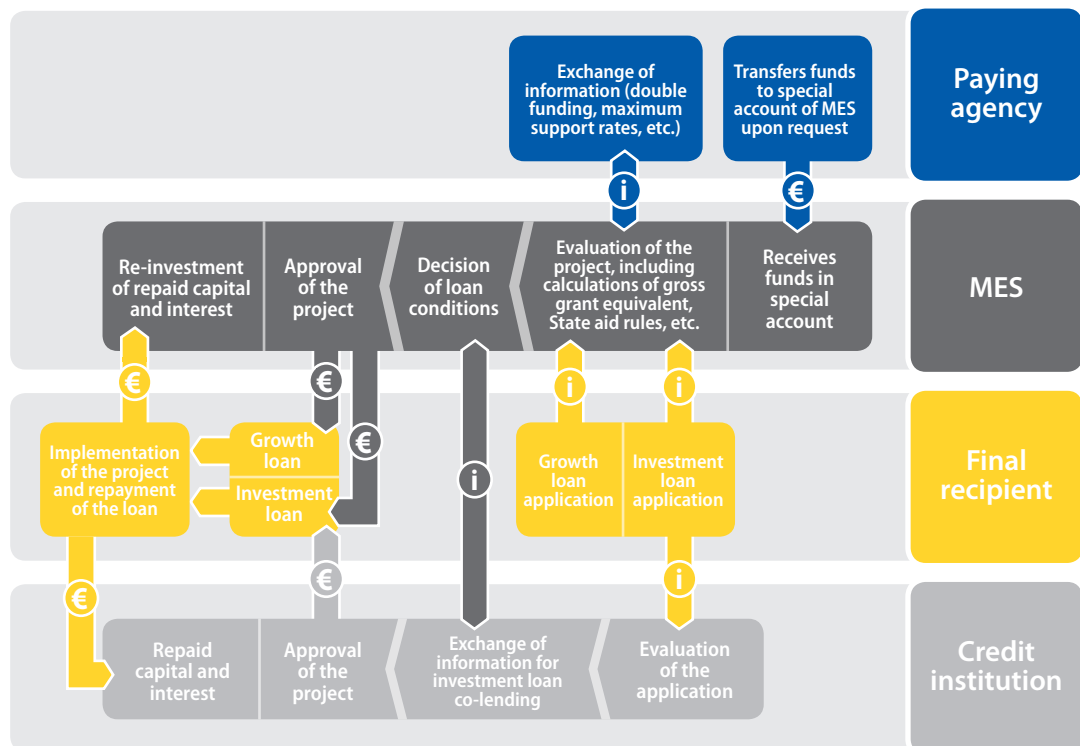 Exchange of
information (double
funding, maximum
support rates, etc.)
Transfers funds
to special
account of MES
upon request
Paying
agency
i
€
Re-investment
of repaid capital
and interest
Approval
of the
project
Decision
of loan
conditions
Evaluation of the
project, including
calculations of gross
grant equivalent,
State aid rules, etc.
Receives
funds in
special
account
MES
€
€
€
i
i
i
Implementation
of the project
and repayment
of the loan
Growth
loan
Investment
loan
Growth
loan
application
Investment
loan
application
Final
recipient
€
€
i
Repaid
capital and
interest
Approval
of the
project
Exchange of
information for
investment loan
co-lending
Evaluation
of the
application
Credit
institution